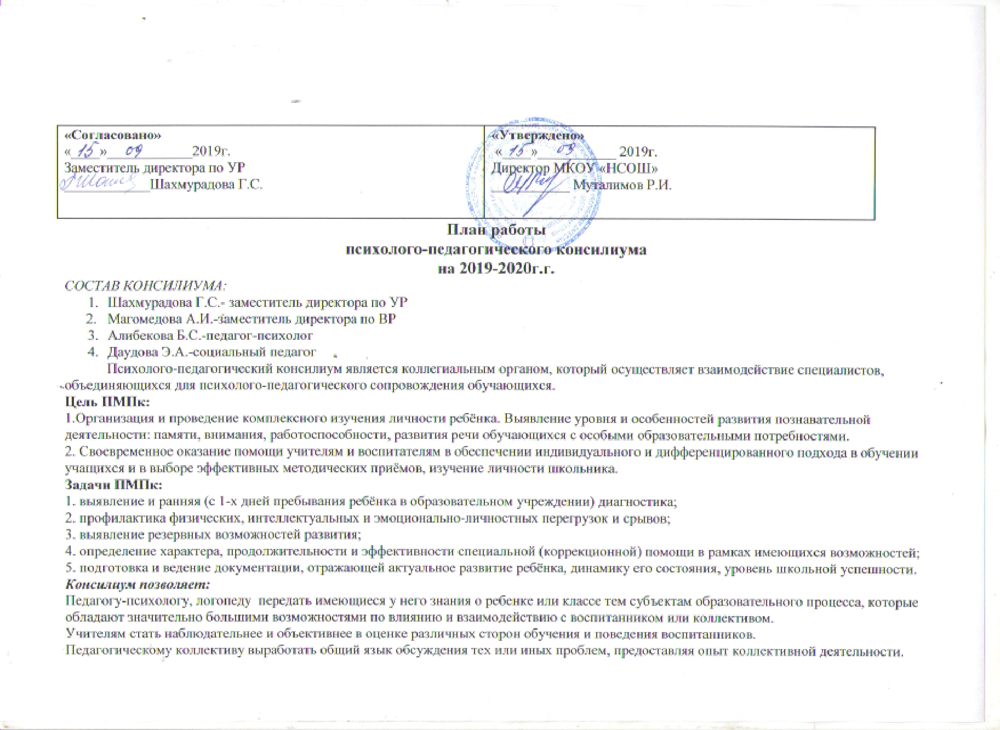 «Согласовано»
«15» 09 2019г.
Заместитель директора по УР
Шахмурадова Г.С.
«Утверждено»
«15» 09 2019г.
Директор МКОУ «НСОШ»
Муталимов Р.И.
План работы
психолого-педагогического консилиума
на 2019-2020г.г.
СОСТАВ КОНСИЛИУМА:
1. Шахмурадова Г.С.- заместитель директора по УР
2. Магомедова А.И.-заместитель директора по ВР
3. Алибекова Б.С.-педагог-психолог
4. Даудова Э.А.-социальный педагог
Психолого-педагогический консилиум является коллегиальным органом, который осуществляет взаимодействие специалистов,
объединяющихся для психолого-педагогического сопровождения обучающихся.
Цель ПМПк:
1.Организация и проведение комплексного изучения личности ребёнка. Выявление уровня и особенностей развития познавательной
деятельности: памяти, внимания, работоспособности, развития речи обучающихся с особыми образовательными потребностями.
2. Своевременное оказание помощи учителям и воспитателям в обеспечении индивидуального и дифференцированного подхода в обучении
учащихся и в выборе эффективных методических приёмов, изучение личности школьника.
Задачи ПМПк:
1. выявление и ранняя (с 1-х дней пребывания ребёнка в образовательном учреждении) диагностика;
2. профилактика физических, интеллектуальных и эмоционально-личностных перегрузок и срывов;
3. выявление резервных возможностей развития;
4. определение характера, продолжительности и эффективности специальной (коррекционной) помощи в рамках имеющихся возможностей;
5. подготовка и ведение документации, отражающей актуальное развитие ребёнка, динамику его состояния, уровень школьной успешности.
Консилиум позволяет:
Педагогу-психологу, логопеду передать имеющиеся у него знания о ребенке или классе тем субъектам образовательного процесса, которые
обладают значительно большими возможностями по влиянию и взаимодействию с воспитанником или коллективом.
Учителям стать наблюдательнее и объективнее в оценке различных сторон обучения и поведения воспитанников.
Педагогическому коллективу выработать общий язык обсуждения тех или иных проблем, предоставляя опыт коллективной деятельности.